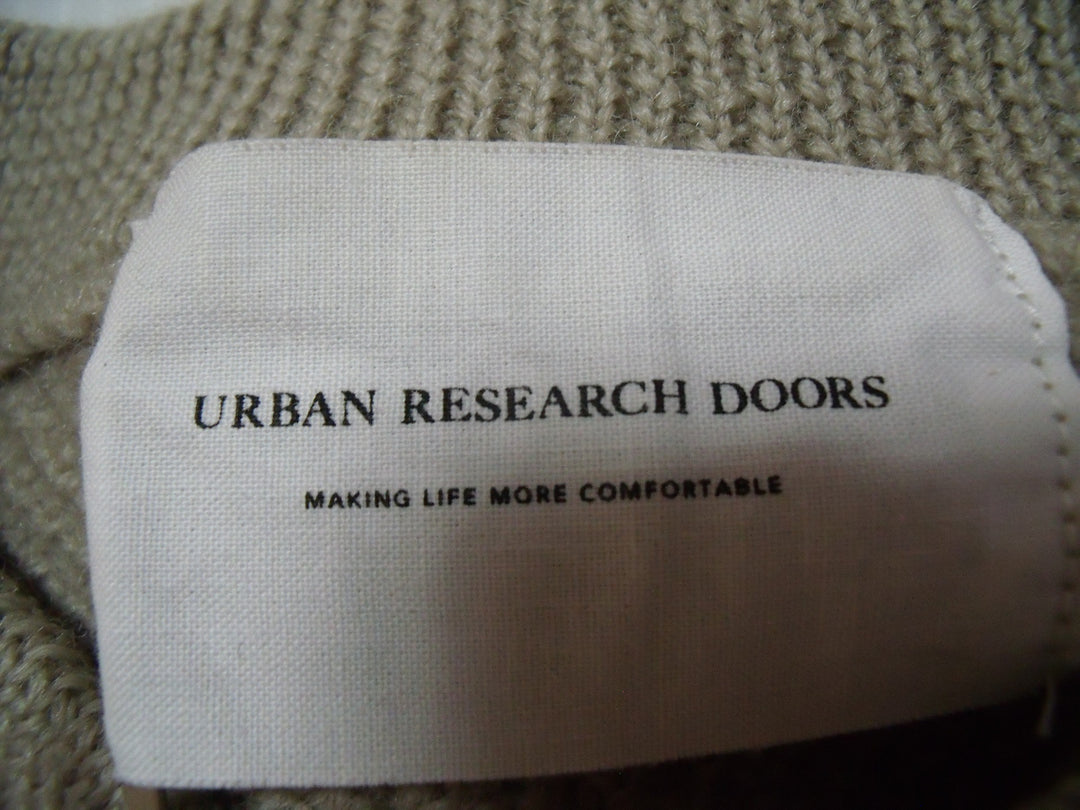 URBAN RESEARCH DOORS
MAKING LIFE MORE COMFORTABLE